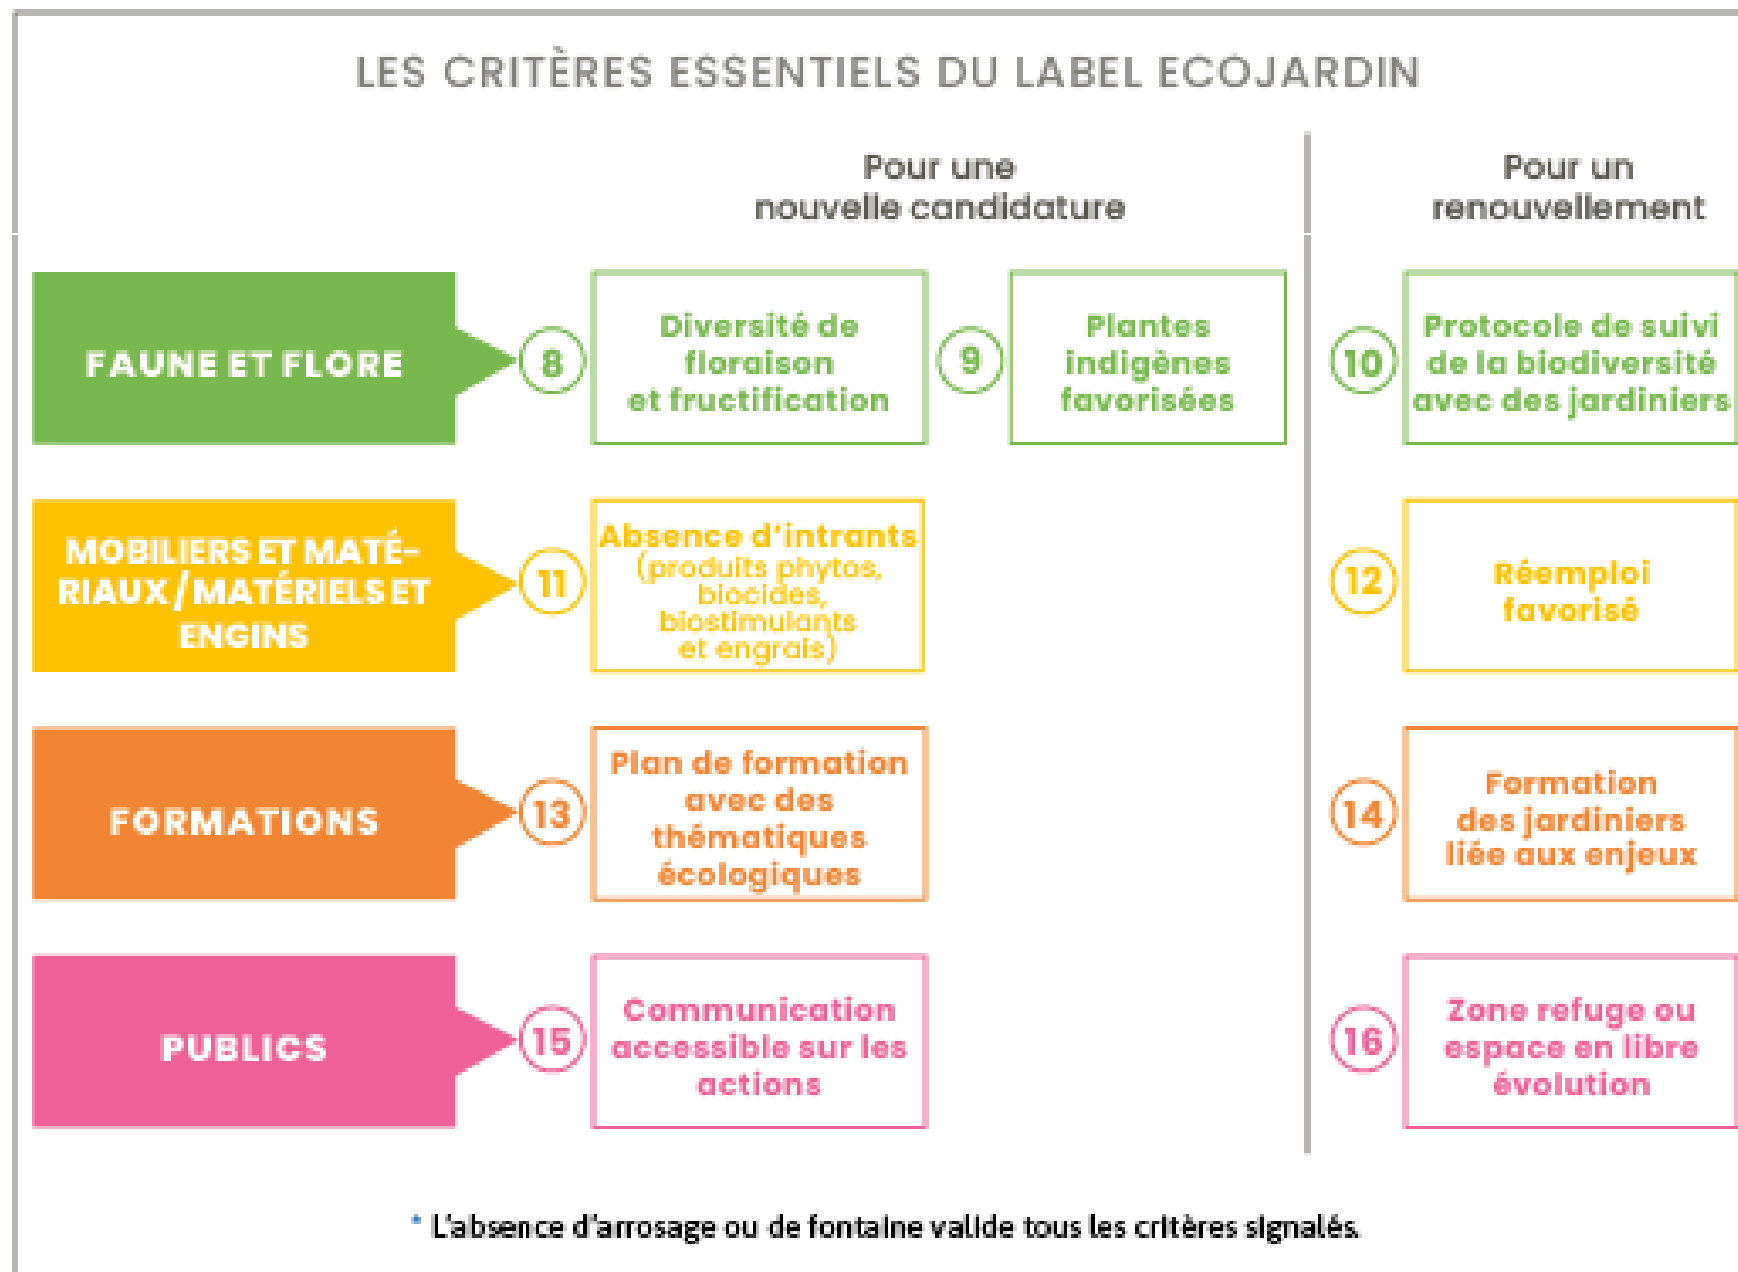 LES CRITÈRES ESSENTIELS DU LABEL ECOJARDIN
Pour une
nouvelle candidature
Pour un
renouvellement
FAUNE ET FLORE
8
Diversité de
floraison
et fructification
9
Plantes
indigènes
favorisées
10
Protocole de suivi
de la biodiversité
avec des jardiniers
MOBILIERS ET MATÉ-
RIAUX / MATÉRIELS ET
ENGINS
11
Absence d'intrants
(produits phytos,
biocides,
biostimulants
et engrais)
12
Réemploi
favorisé
FORMATIONS
13
Plan de formation
avec des
thématiques
écologiques
14
Formation
des jardiniers
liée aux enjeux
PUBLICS
15
Communication
accessible sur les
actions
16
Zone refuge ou
espace en libre
évolution
* L'absence d'arrosage ou de fontaine valide tous les critères signalés.